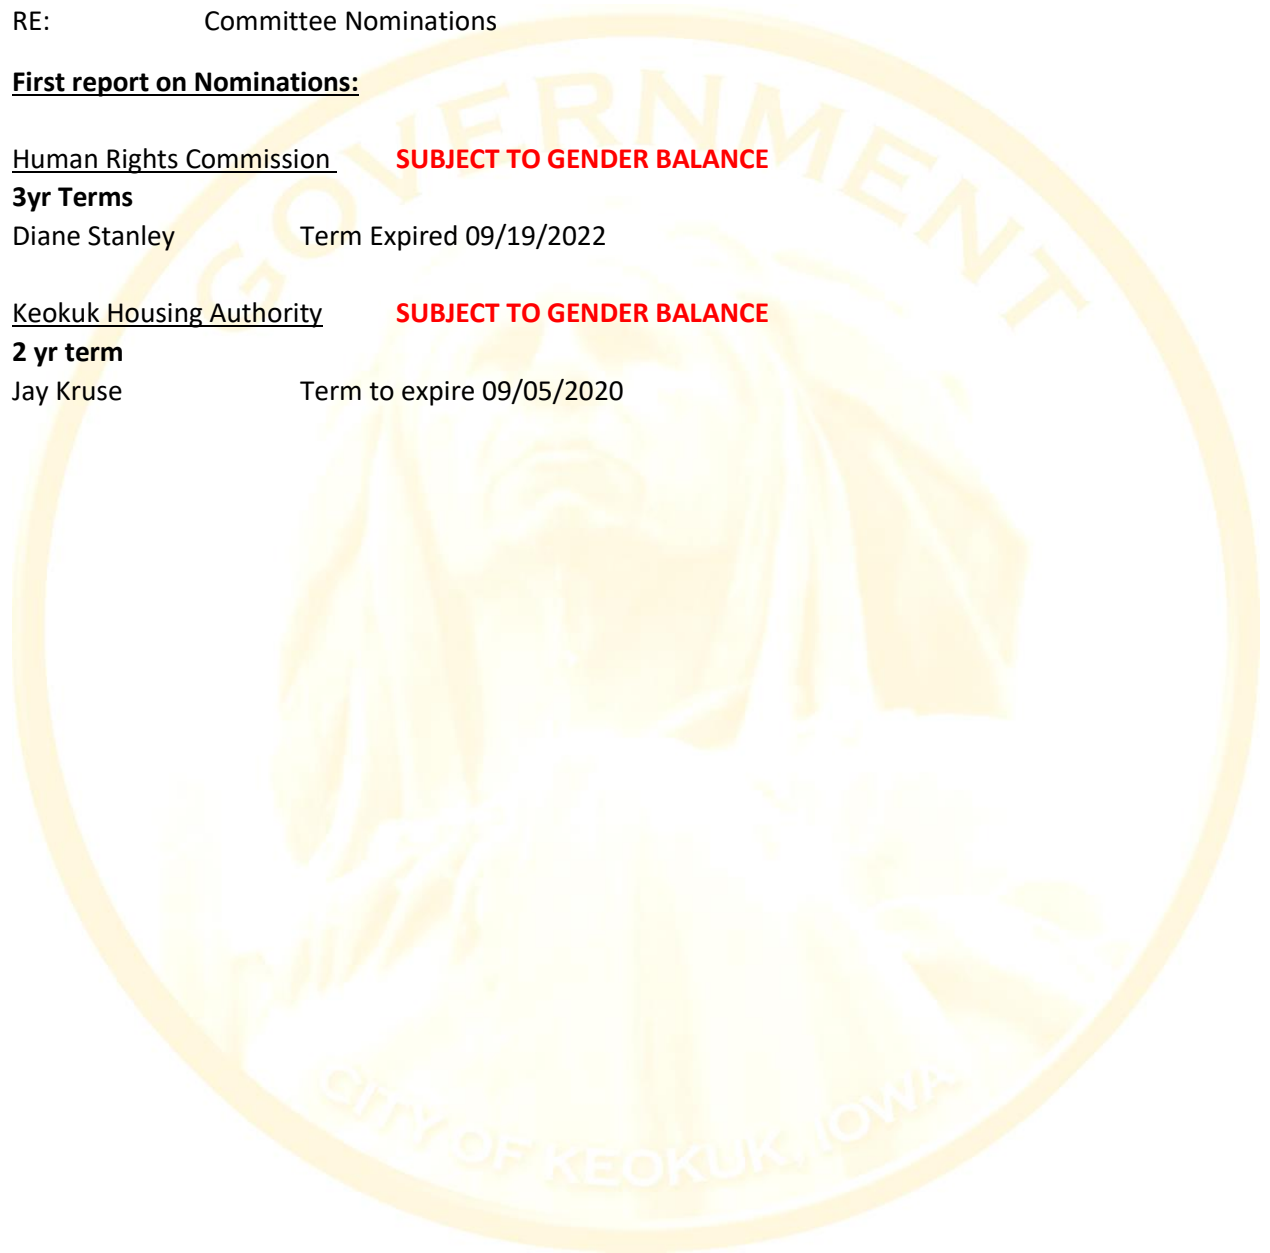 RE: Committee Nominations
First report on Nominations:
Human Rights Commission SUBJECT TO GENDER BALANCE
3yr Terms
Diane Stanley Term Expired 09/19/2022
Keokuk Housing Authority SUBJECT TO GENDER BALANCE
2 yr term
Jay Kruse Term to expire 09/05/2020
GOVERNMENT
CITY OF KEOKUK, IOWA